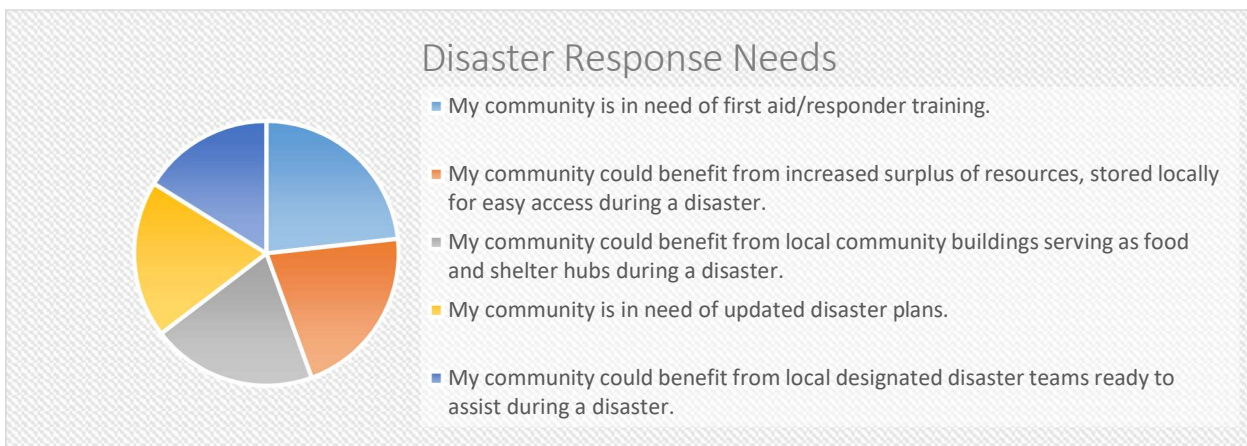 Disaster Response Needs
My community is in need of first aid/responder training.
My community could benefit from increased surplus of resources, stored locally
for easy access during a disaster.
My community could benefit from local community buildings serving as food
and shelter hubs during a disaster.
My community is in need of updated disaster plans.
My community could benefit from local designated disaster teams ready to
assist during a disaster.